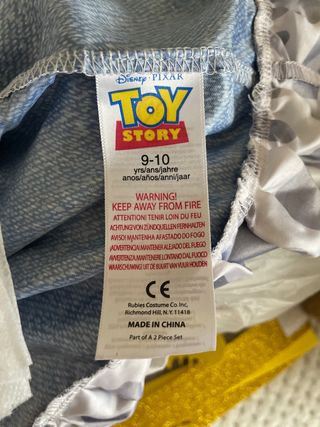 Disney · PIXAR
TOY
STORY
9-10
yrs/ans/jahre
anos/años/anni/jaar
WARNING!
KEEP AWAY FROM FIRE
ATTENTION! TENIR LOIN DU FEU
ACHTUNG! VON ZÜNDQUELLEN FERNHALTEN
AVISO! MANTENHA AFASTADO DO FOGO
¡ADVERTENCIA! MANTENER ALEJADO DEL FUEGO
AVVERTENZA! MANTENERE LONTANO DAL FUOCO
WAARSCHUWING! UIT DE BUURT VAN VUUR HOUDEN
CE
Rubies Costume Co. Inc,
Richmond Hill, N.Y. 11418
MADE IN CHINA
Part of A 2 Piece Set